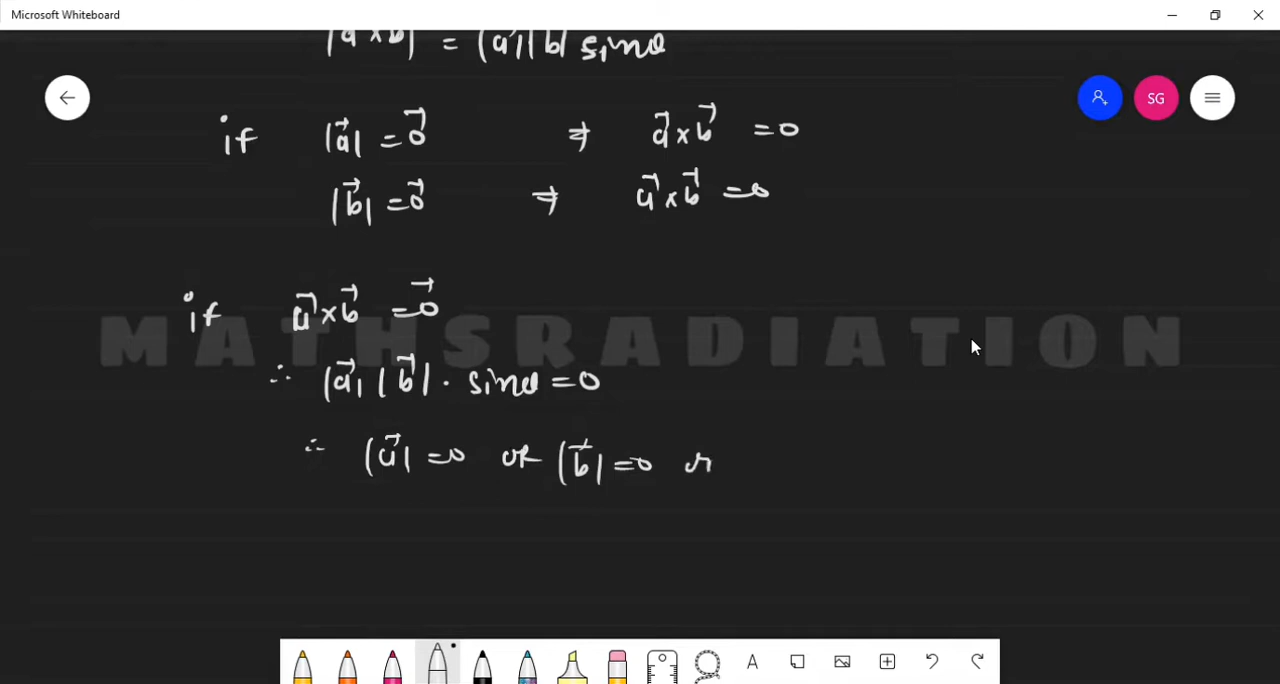 Microsoft Whiteboard
|a⃗ × b⃗| = |a⃗| |b⃗| sinθ
SG
if |a⃗| = 0⃗ ⇒ a⃗ × b⃗ = 0
|b⃗| = 0⃗ ⇒ a⃗ × b⃗ = 0
if a⃗ × b⃗ = 0⃗
MATHSRADIATION
∴ |a⃗| |b⃗| · sinθ = 0
∴ |a⃗| = 0 or |b⃗| = 0 or
A